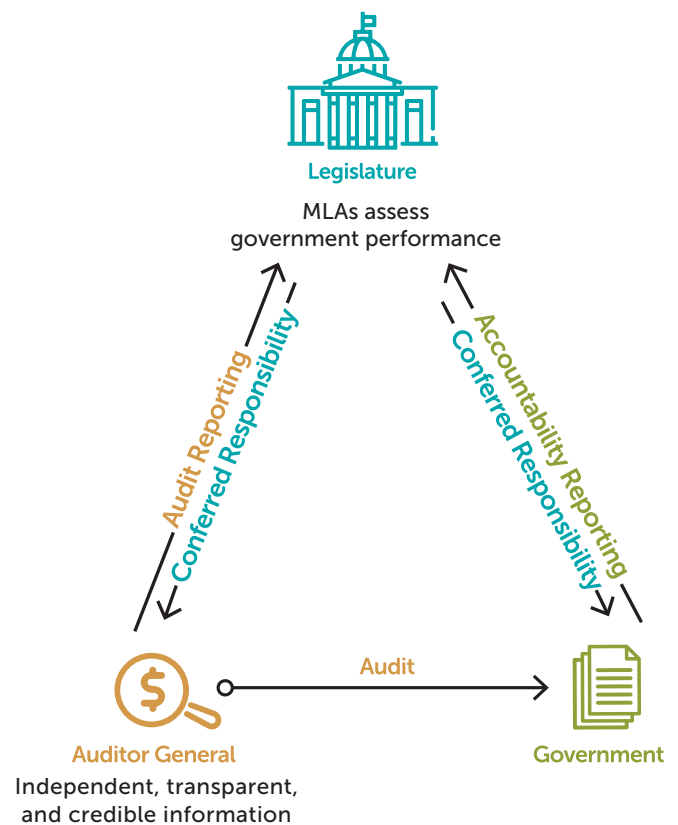 Legislature
MLAs assess
government performance
Audit Reporting
Conferred Responsibility
Accountability Reporting
Conferred Responsibility
$
Audit
Auditor General
Independent, transparent,
and credible information
Government